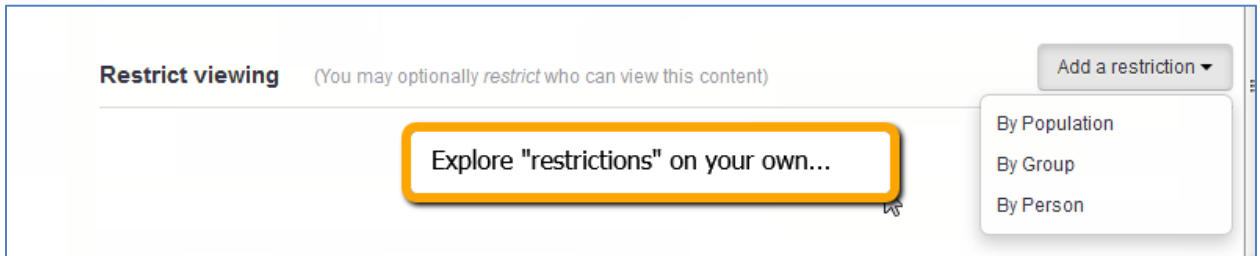 Restrict viewing (You may optionally restrict who can view this content)
Add a restriction
By Population
By Group
By Person
Explore "restrictions" on your own...